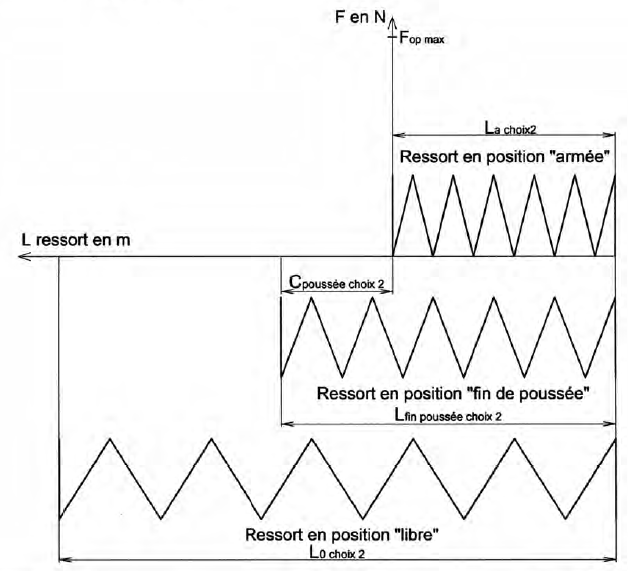 F en N
Fop max
La choix2
Ressort en position "armée"
L ressort en m
Cpoussée choix 2
Ressort en position "fin de poussée"
Lfin poussée choix 2
Ressort en position "libre"
L0 choix 2